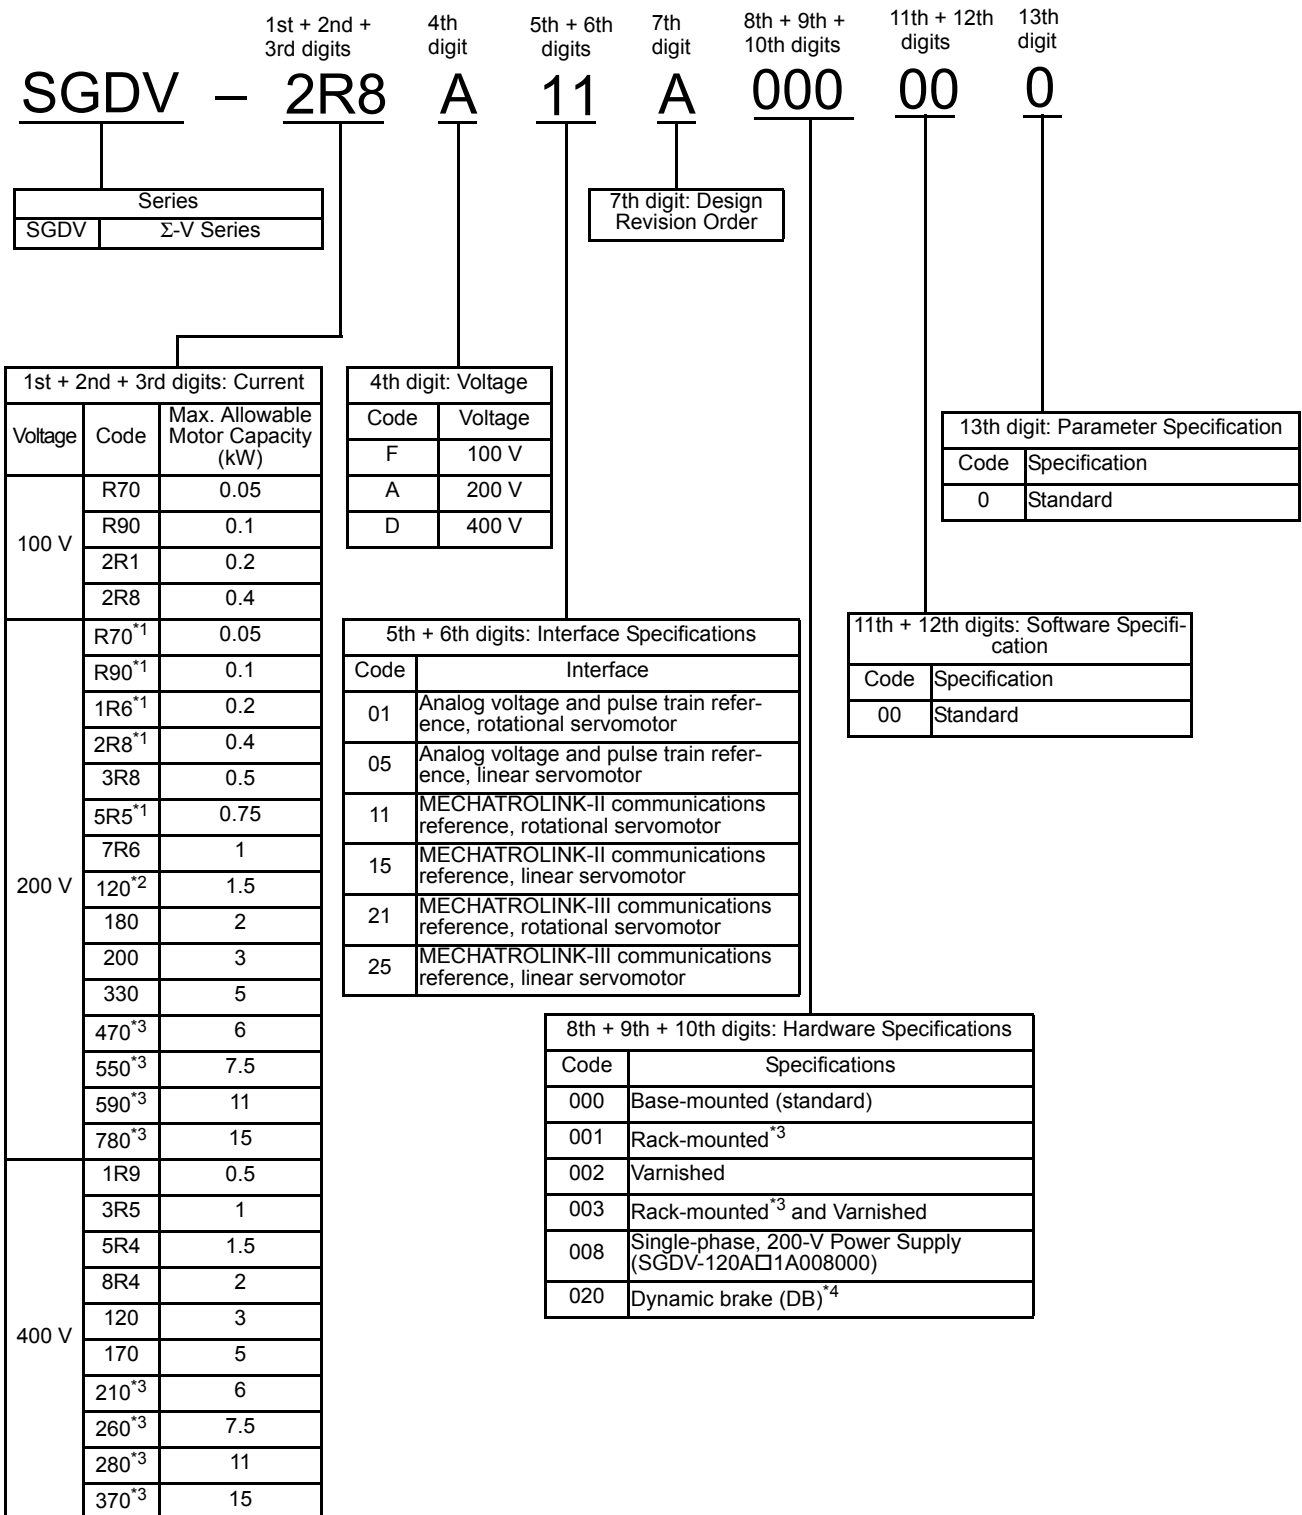 1st + 2nd +
3rd digits
4th
digit
5th + 6th
digits
7th
digit
8th + 9th +
10th digits
11th + 12th
digits
13th
digit
SGDV – 2R8 A 11 A 000 00 0
Series
SGDV Σ-V Series
7th digit: Design
Revision Order
1st + 2nd + 3rd digits: Current
Voltage Code Max. Allowable
Motor Capacity
(kW)
100 V
R70 0.05
R90 0.1
2R1 0.2
2R8 0.4
200 V
R70*1 0.05
R90*1 0.1
1R6*1 0.2
2R8*1 0.4
3R8 0.5
5R5*1 0.75
7R6 1
120*2 1.5
180 2
200 3
330 5
470*3 6
550*3 7.5
590*3 11
780*3 15
400 V
1R9 0.5
3R5 1
5R4 1.5
8R4 2
120 3
170 5
210*3 6
260*3 7.5
280*3 11
370*3 15
4th digit: Voltage
Code Voltage
F 100 V
A 200 V
D 400 V
13th digit: Parameter Specification
Code Specification
0 Standard
5th + 6th digits: Interface Specifications
Code Interface
01 Analog voltage and pulse train refer-
ence, rotational servomotor
05 Analog voltage and pulse train refer-
ence, linear servomotor
11 MECHATROLINK-II communications
reference, rotational servomotor
15 MECHATROLINK-II communications
reference, linear servomotor
21 MECHATROLINK-III communications
reference, rotational servomotor
25 MECHATROLINK-III communications
reference, linear servomotor
11th + 12th digits: Software Specifi-
cation
Code Specification
00 Standard
8th + 9th + 10th digits: Hardware Specifications
Code Specifications
000 Base-mounted (standard)
001 Rack-mounted*3
002 Varnished
003 Rack-mounted*3 and Varnished
008 Single-phase, 200-V Power Supply
(SGDV-120A□1A008000)
020 Dynamic brake (DB)*4